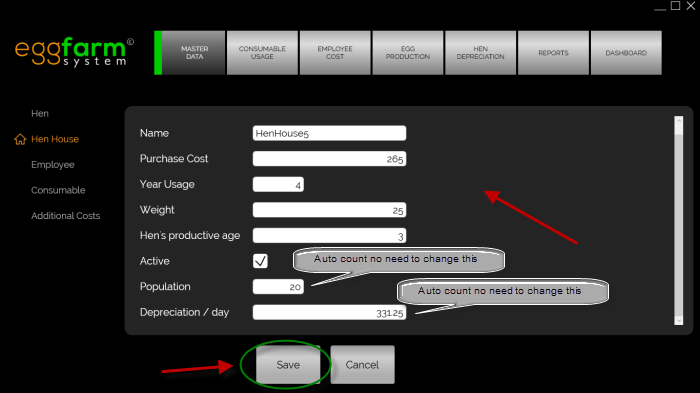 eggfarm©
system
MASTER
DATA
CONSUMABLE
USAGE
EMPLOYEE
COST
EGG
PRODUCTION
HEN
DEPRECIATION
REPORTS
DASHBOARD
Hen
Hen House
Employee
Consumable
Additional Costs
Name
HenHouse5
Purchase Cost
265
Year Usage
4
Weight
25
Hen's productive age
3
Active
Auto count no need to change this
Population
20
Auto count no need to change this
Depreciation / day
331.25
Save
Cancel